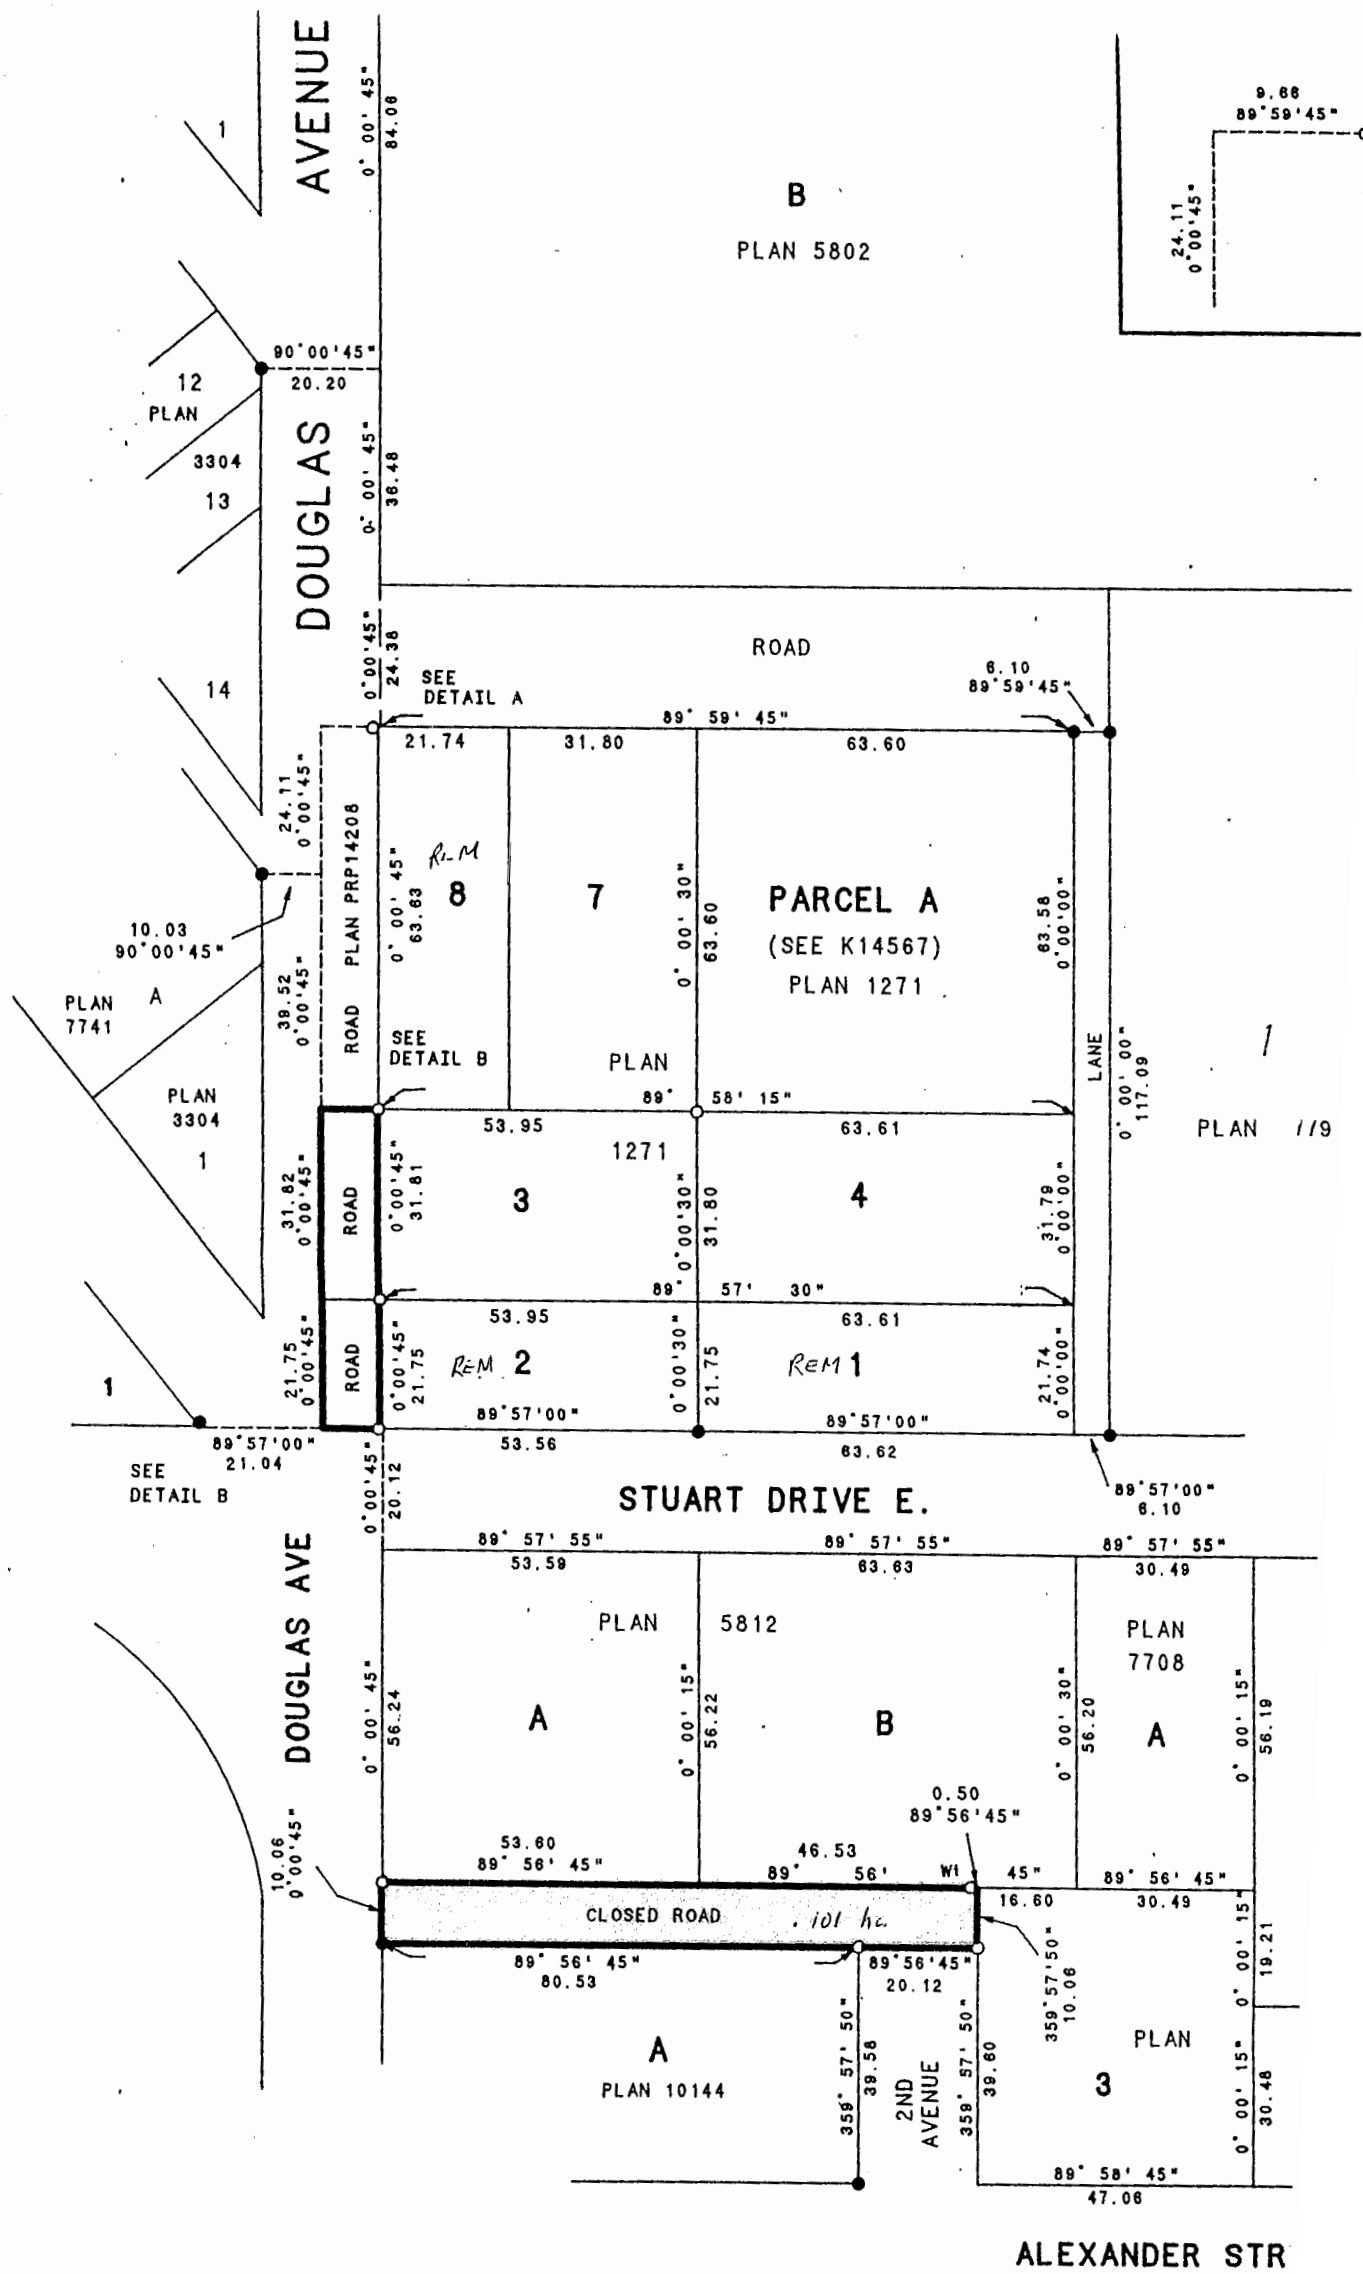 AVENUE
0° 00' 45"
84.06
1
9.66
89°59'45"
24.11
0°00'45"
B
PLAN 5802
90°00'45"
20.20
12
PLAN
3304
13
14
DOUGLAS
0° 00' 45"
36.48
0°00'45"
24.38
ROAD
6.10
89°59'45"
SEE
DETAIL A
89° 59' 45"
21.74
31.80
63.60
24.11
0°00'45"
ROAD PLAN PRP14208
0° 00' 45"
63.63
REM
8
7
0° 00' 30"
63.60
PARCEL A
(SEE K14567)
PLAN 1271
63.58
0°00'00"
10.03
90°00'45"
PLAN
7741
A
39.52
0°00'45"
SEE
DETAIL B
PLAN
LANE
0° 00' 00"
117.09
1
PLAN 119
PLAN
3304
1
89° 58' 15"
53.95
63.61
1271
31.82
0°00'45"
ROAD
0°00'45"
31.81
3
0°00'30"
31.80
4
31.79
0°00'00"
89° 57' 30"
53.95
63.61
1
21.75
0°00'45"
ROAD
0°00'45"
21.75
REM 2
0°00'30"
21.75
REM 1
21.74
0°00'00"
89°57'00"
53.56
89°57'00"
63.62
89°57'00"
21.04
SEE
DETAIL B
0°00'45"
20.12
STUART DRIVE E.
89°57'00"
6.10
89° 57' 55"
53.59
89° 57' 55"
63.63
89° 57' 55"
30.49
DOUGLAS AVE
PLAN 5812
PLAN
7708
0° 00' 45"
56.24
A
0° 00' 15"
56.22
B
0° 00' 30"
56.20
A
0° 00' 15"
56.19
0.50
89°56'45"
10.06
0°00'45"
53.60
89° 56' 45"
46.53
89° 56' 45"
Wt
16.60
89° 56' 45"
30.49
CLOSED ROAD
.101 ha
89° 56' 45"
80.53
89°56'45"
20.12
359°57'50"
10.06
0° 00' 15"
19.21
A
PLAN 10144
359° 57' 50"
39.58
2ND
AVENUE
359° 57' 50"
39.60
PLAN
3
0° 00' 15"
30.48
89° 58' 45"
47.06
ALEXANDER STR